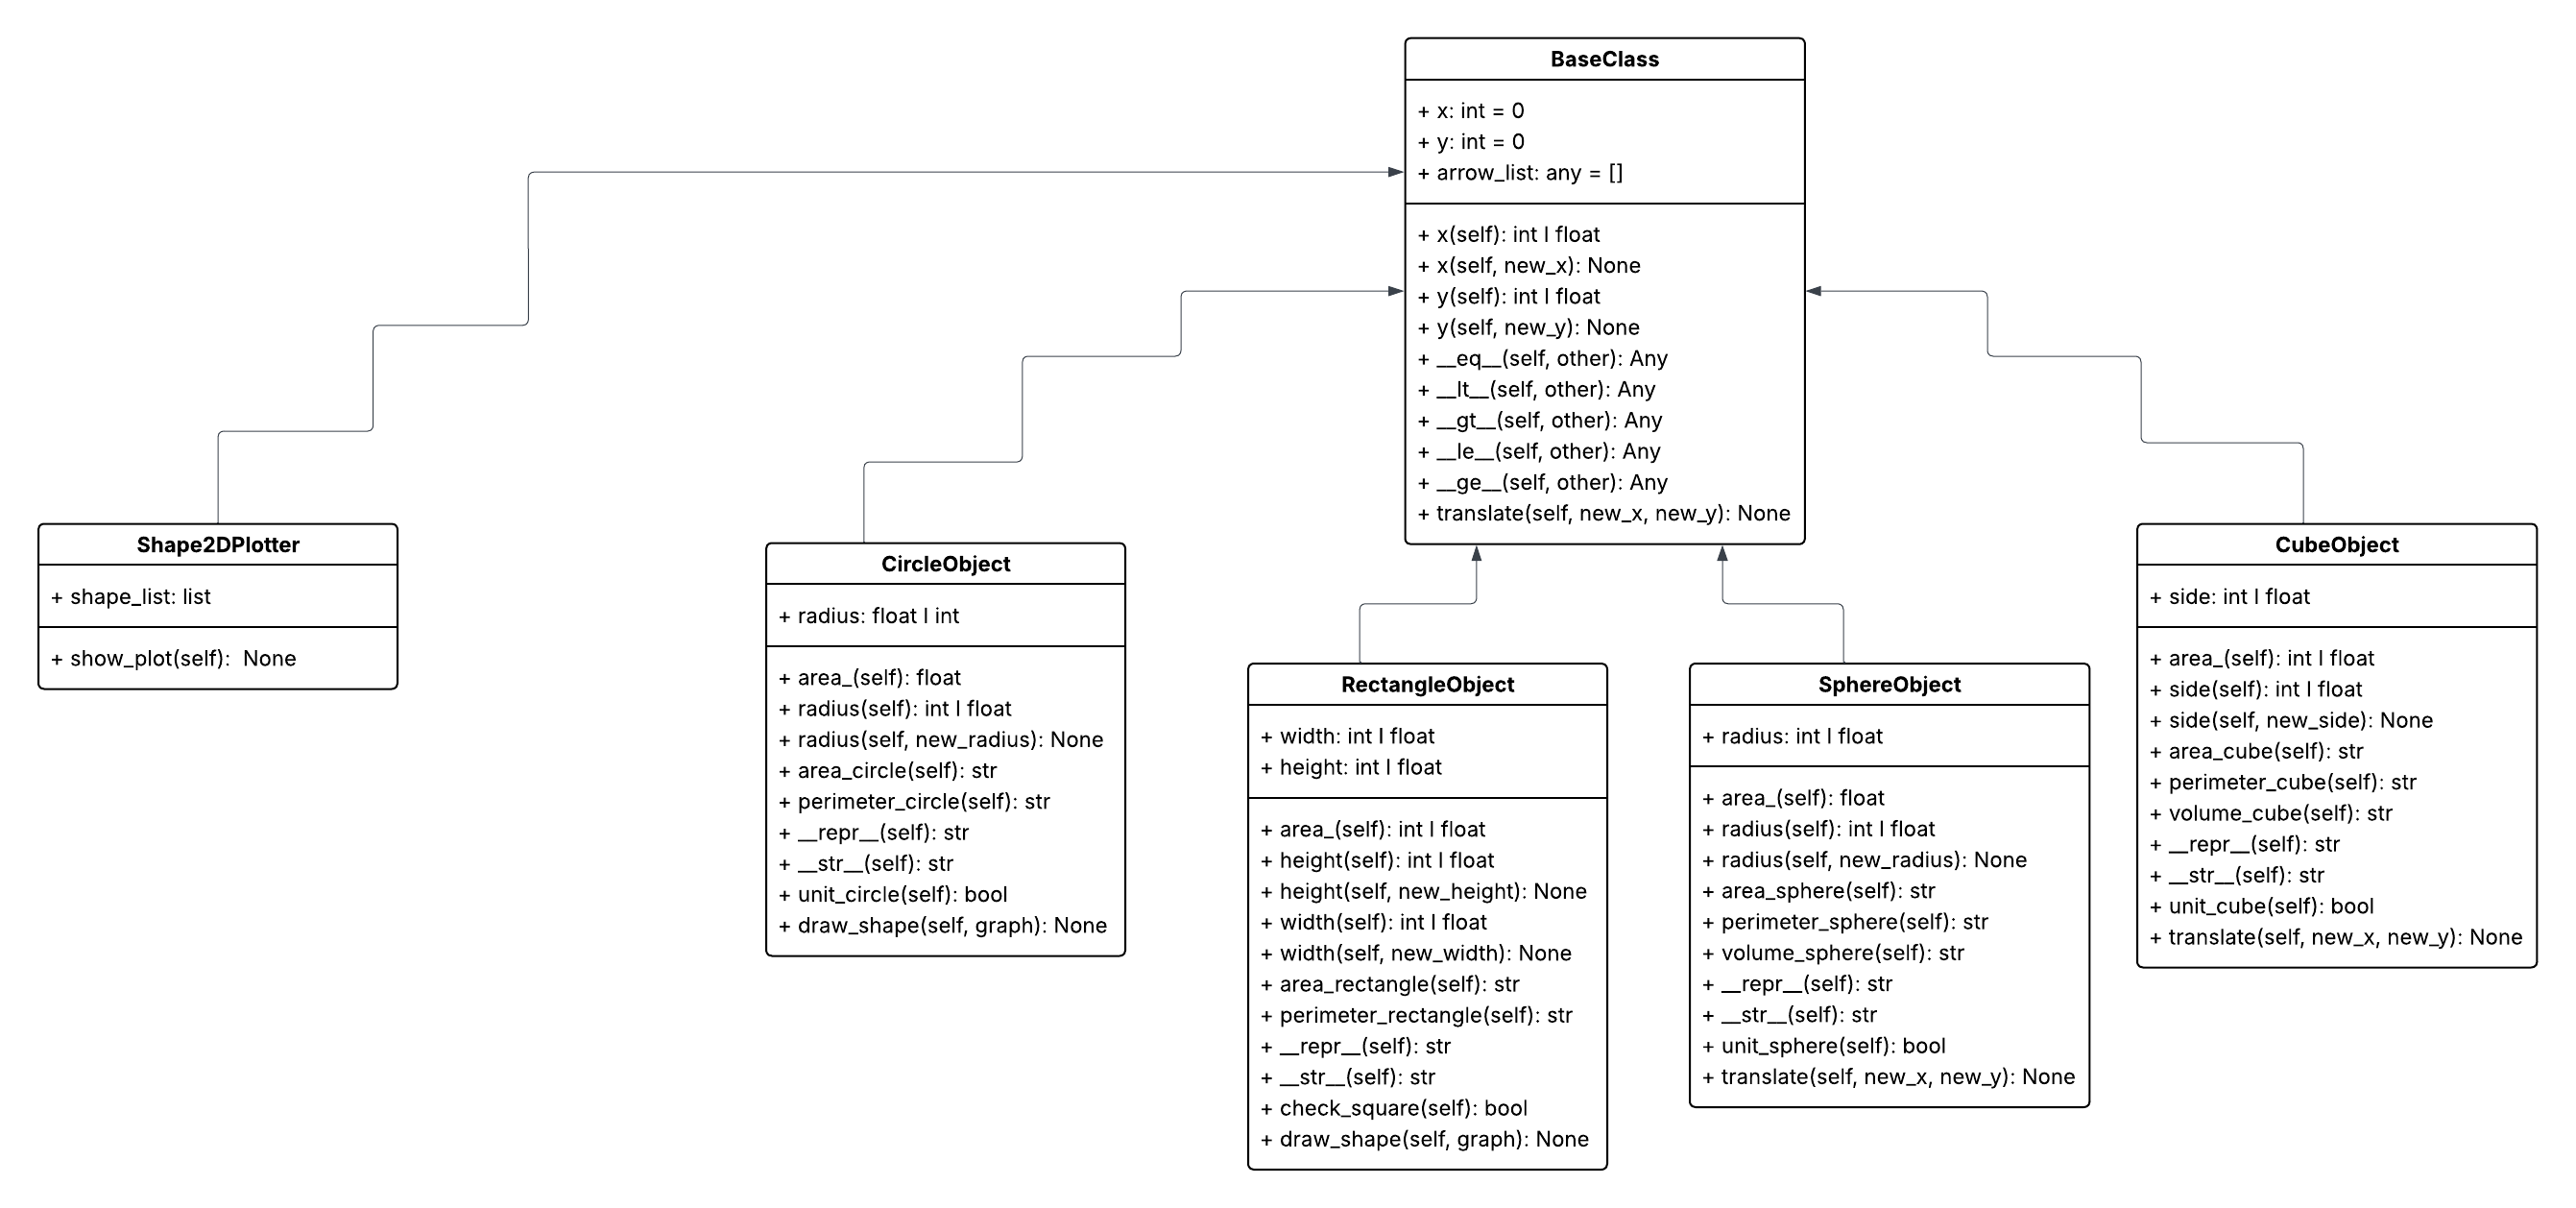 BaseClass
+ x: int = 0
+ y: int = 0
+ arrow_list: any = []
+ x(self): int | float
+ x(self, new_x): None
+ y(self): int | float
+ y(self, new_y): None
+ __eq__(self, other): Any
+ __lt__(self, other): Any
+ __gt__(self, other): Any
+ __le__(self, other): Any
+ __ge__(self, other): Any
+ translate(self, new_x, new_y): None
Shape2DPlotter
+ shape_list: list
+ show_plot(self):  None
CircleObject
+ radius: float | int
+ area_(self): float
+ radius(self): int | float
+ radius(self, new_radius): None
+ area_circle(self): str
+ perimeter_circle(self): str
+ __repr__(self): str
+ __str__(self): str
+ unit_circle(self): bool
+ draw_shape(self, graph): None
RectangleObject
+ width: int | float
+ height: int | float
+ area_(self): int | float
+ height(self): int | float
+ height(self, new_height): None
+ width(self): int | float
+ width(self, new_width): None
+ area_rectangle(self): str
+ perimeter_rectangle(self): str
+ __repr__(self): str
+ __str__(self): str
+ check_square(self): bool
+ draw_shape(self, graph): None
SphereObject
+ radius: int | float
+ area_(self): float
+ radius(self): int | float
+ radius(self, new_radius): None
+ area_sphere(self): str
+ perimeter_sphere(self): str
+ volume_sphere(self): str
+ __repr__(self): str
+ __str__(self): str
+ unit_sphere(self): bool
+ translate(self, new_x, new_y): None
CubeObject
+ side: int | float
+ area_(self): int | float
+ side(self): int | float
+ side(self, new_side): None
+ area_cube(self): str
+ perimeter_cube(self): str
+ volume_cube(self): str
+ __repr__(self): str
+ __str__(self): str
+ unit_cube(self): bool
+ translate(self, new_x, new_y): None